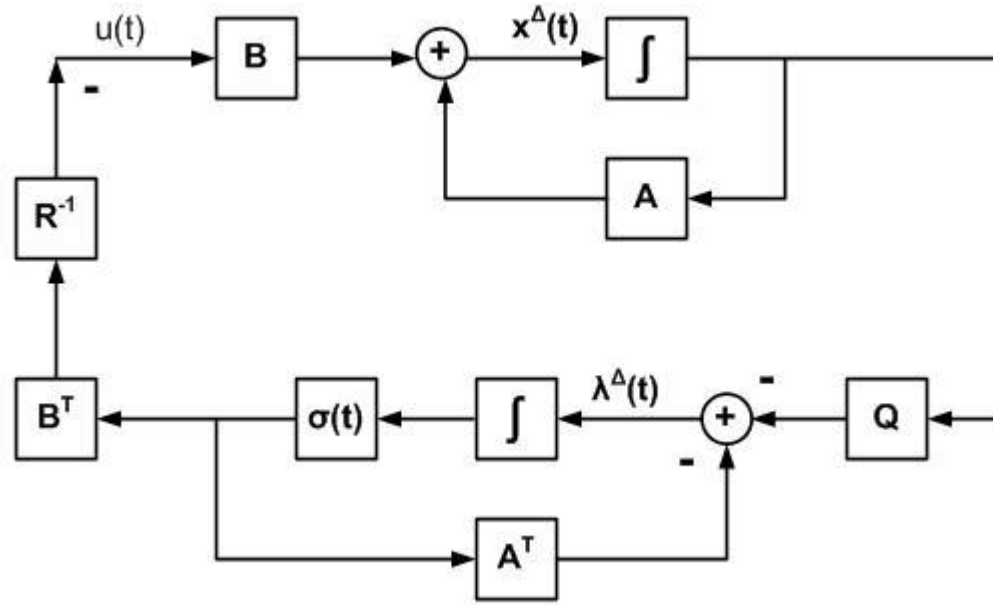 u(t)
B
+
x^Δ(t)
∫
-
A
R^-1
λ^Δ(t)
-
B^T
σ(t)
∫
+
Q
-
A^T